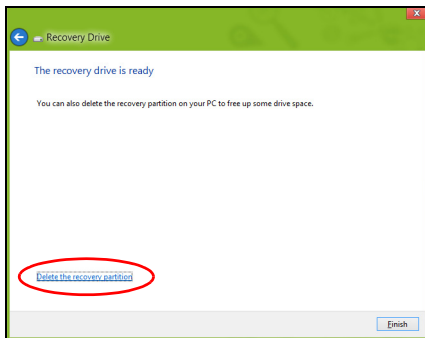 x
Recovery Drive
The recovery drive is ready
You can also delete the recovery partition on your PC to free up some drive space.
Delete the recovery partition
Finish